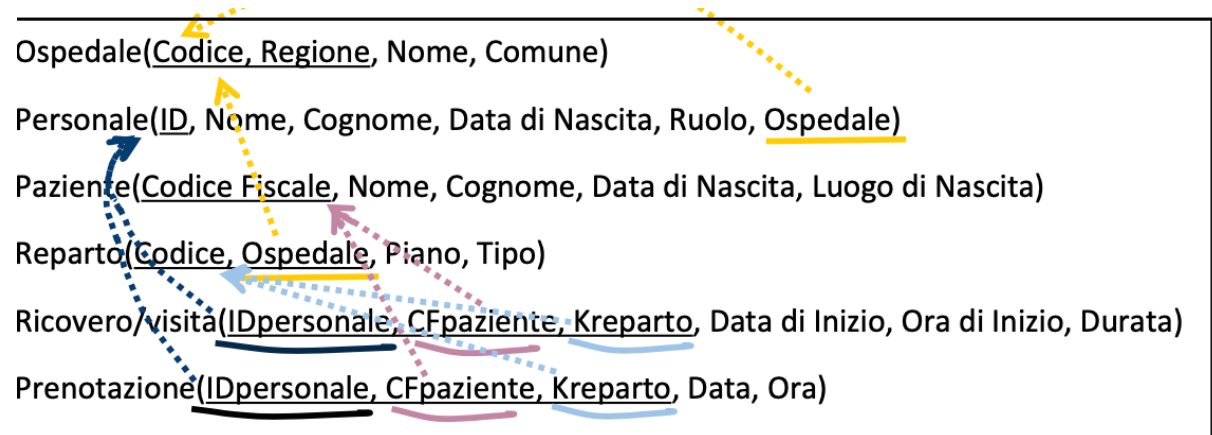 Ospedale(Codice, Regione, Nome, Comune)
Personale(ID, Nome, Cognome, Data di Nascita, Ruolo, Ospedale)
Paziente(Codice Fiscale, Nome, Cognome, Data di Nascita, Luogo di Nascita)
Reparto(Codice, Ospedale, Piano, Tipo)
Ricovero/visita(IDpersonale, CFpaziente, Kreparto, Data di Inizio, Ora di Inizio, Durata)
Prenotazione(IDpersonale, CFpaziente, Kreparto, Data, Ora)